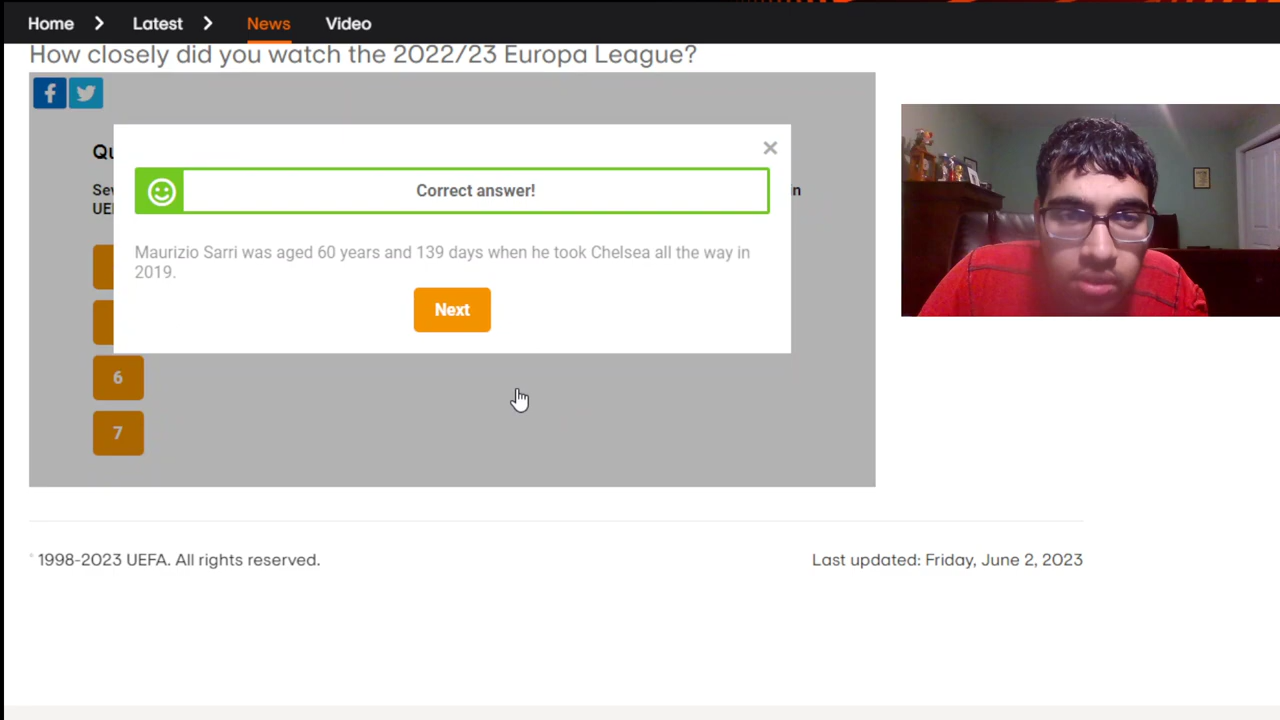 Home Latest News Video
How closely did you watch the 2022/23 Europa League?
Correct answer!
Maurizio Sarri was aged 60 years and 139 days when he took Chelsea all the way in
2019.
Next
6
7
1998-2023 UEFA. All rights reserved.
Last updated: Friday, June 2, 2023